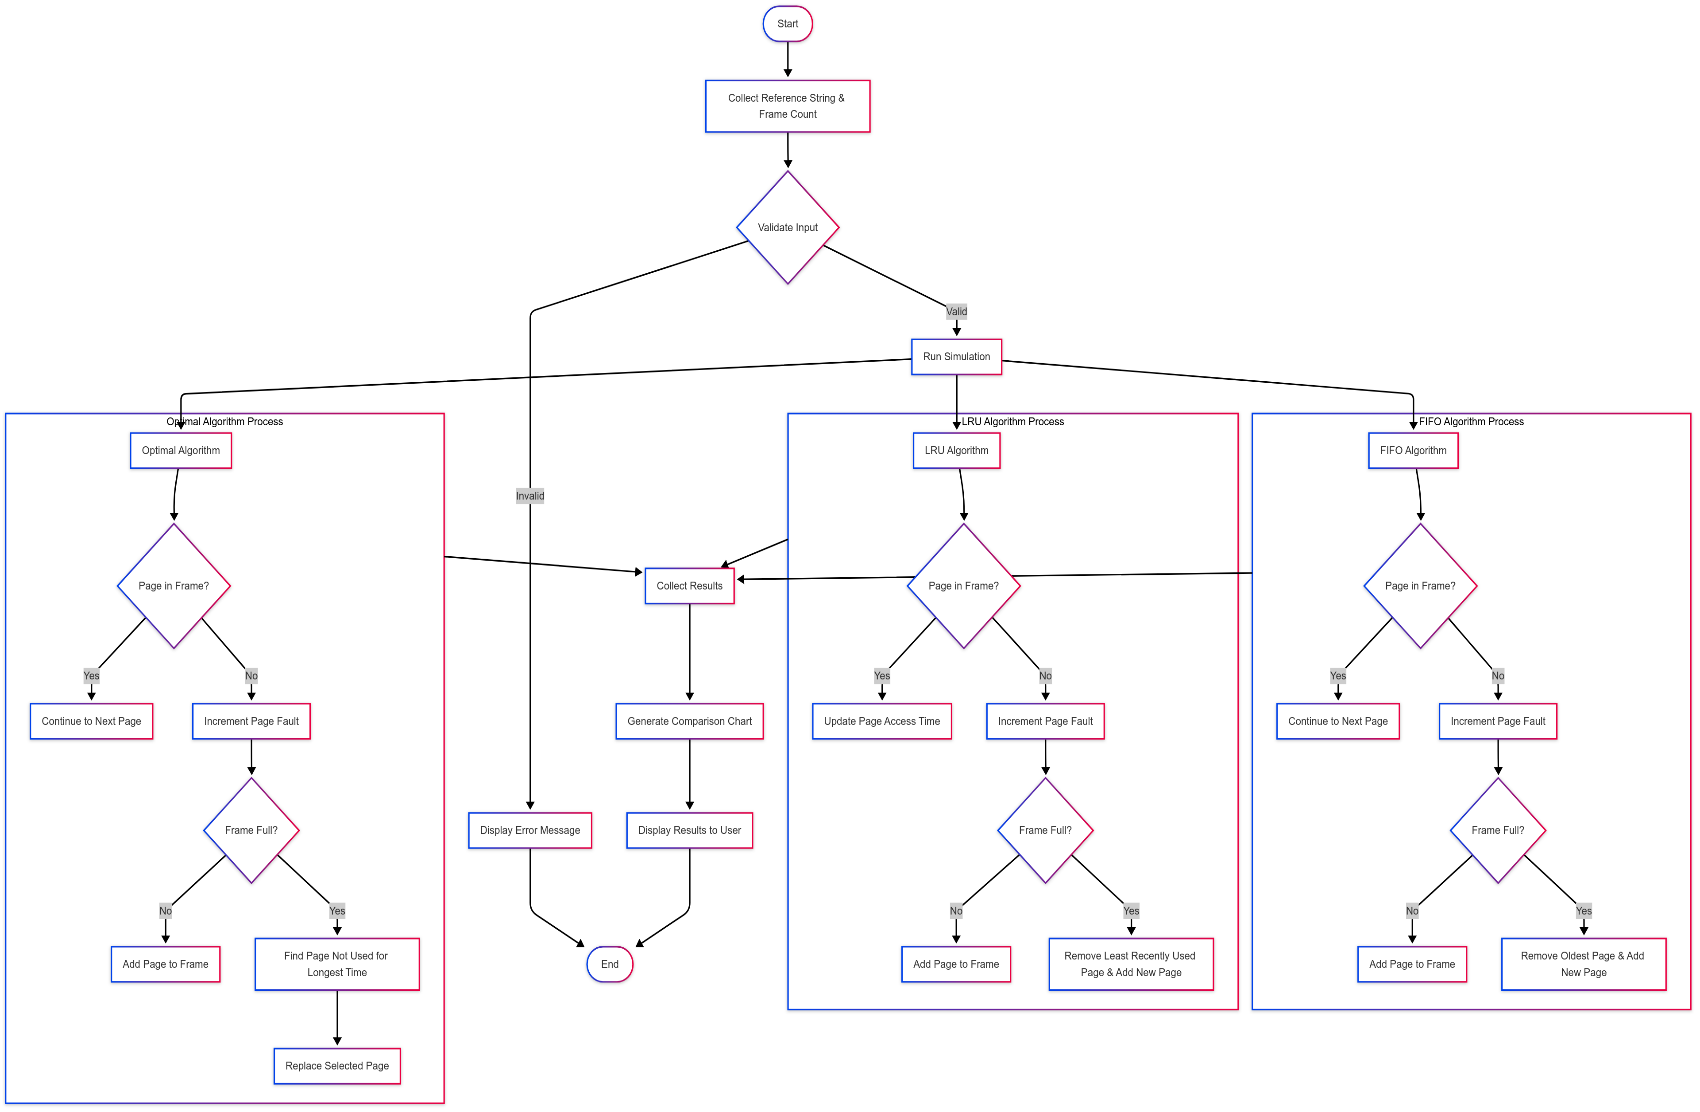 Start
Collect Reference String &
Frame Count
Validate Input
Valid
Run Simulation
Optimal Algorithm Process
Optimal Algorithm
Page in Frame?
Yes
No
Continue to Next Page
Increment Page Fault
Frame Full?
No
Yes
Add Page to Frame
Find Page Not Used for
Longest Time
Replace Selected Page
Invalid
Display Error Message
Collect Results
Generate Comparison Chart
Display Results to User
End
LRU Algorithm Process
LRU Algorithm
Page in Frame?
Yes
No
Update Page Access Time
Increment Page Fault
Frame Full?
No
Yes
Add Page to Frame
Remove Least Recently Used
Page & Add New Page
FIFO Algorithm Process
FIFO Algorithm
Page in Frame?
Yes
No
Continue to Next Page
Increment Page Fault
Frame Full?
No
Yes
Add Page to Frame
Remove Oldest Page & Add
New Page